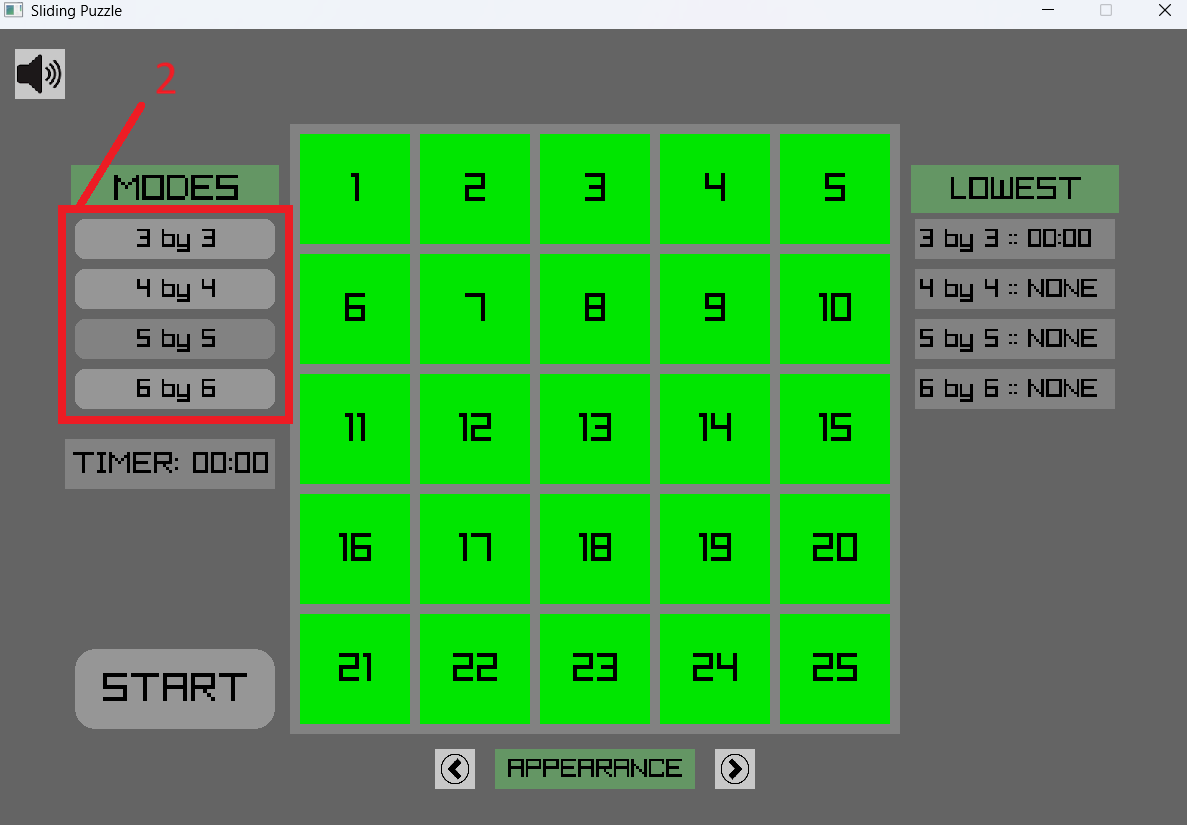 Sliding Puzzle
2
MODES
3 by 3
4 by 4
5 by 5
6 by 6
TIMER: 00:00
START
1 2 3 4 5
6 7 8 9 10
11 12 13 14 15
16 17 18 19 20
21 22 23 24 25
APPEARANCE
LOWEST
3 by 3 :: 00:00
4 by 4 :: NONE
5 by 5 :: NONE
6 by 6 :: NONE